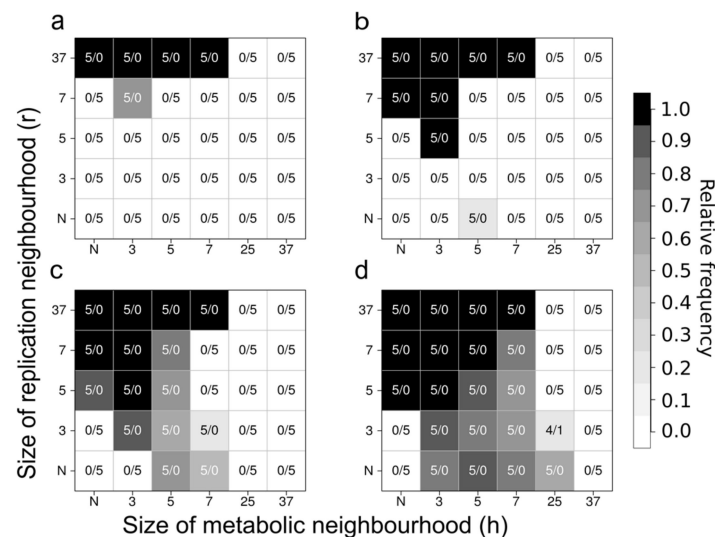 a
37 5/0 5/0 5/0 5/0 0/5 0/5
7 0/5 5/0 0/5 0/5 0/5 0/5
5 0/5 0/5 0/5 0/5 0/5 0/5
3 0/5 0/5 0/5 0/5 0/5 0/5
N 0/5 0/5 0/5 0/5 0/5 0/5
N 3 5 7 25 37
b
37 5/0 5/0 5/0 5/0 0/5 0/5
7 5/0 5/0 0/5 0/5 0/5 0/5
5 0/5 5/0 0/5 0/5 0/5 0/5
3 0/5 0/5 0/5 0/5 0/5 0/5
N 0/5 0/5 5/0 0/5 0/5 0/5
N 3 5 7 25 37
c
37 5/0 5/0 5/0 5/0 0/5 0/5
7 5/0 5/0 5/0 0/5 0/5 0/5
5 5/0 5/0 5/0 0/5 0/5 0/5
3 0/5 5/0 5/0 5/0 0/5 0/5
N 0/5 0/5 5/0 5/0 0/5 0/5
N 3 5 7 25 37
d
37 5/0 5/0 5/0 5/0 0/5 0/5
7 5/0 5/0 5/0 5/0 0/5 0/5
5 5/0 5/0 5/0 5/0 0/5 0/5
3 0/5 5/0 5/0 5/0 4/1 0/5
N 0/5 5/0 5/0 5/0 5/0 0/5
N 3 5 7 25 37
Size of replication neighbourhood (r)
Size of metabolic neighbourhood (h)
1.0
0.9
0.8
0.7
0.6
0.5
0.4
0.3
0.2
0.1
0.0
Relative frequency